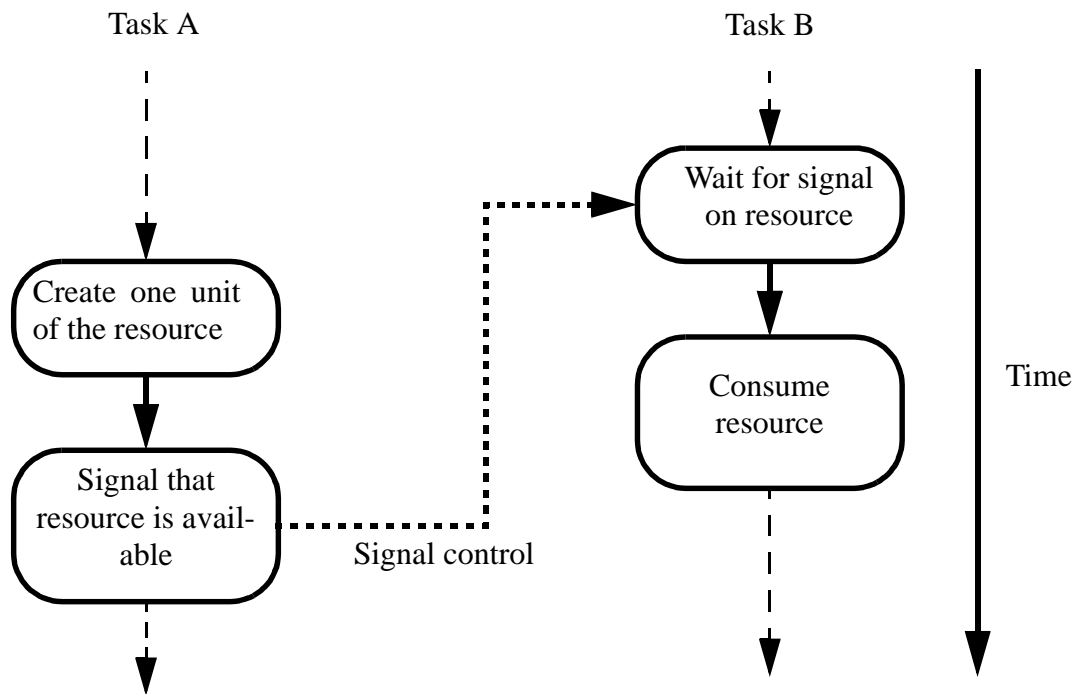 Task A
Task B
Wait for signal
on resource
Create one unit
of the resource
Time
Consume
resource
Signal that
resource is avail-
able
Signal control